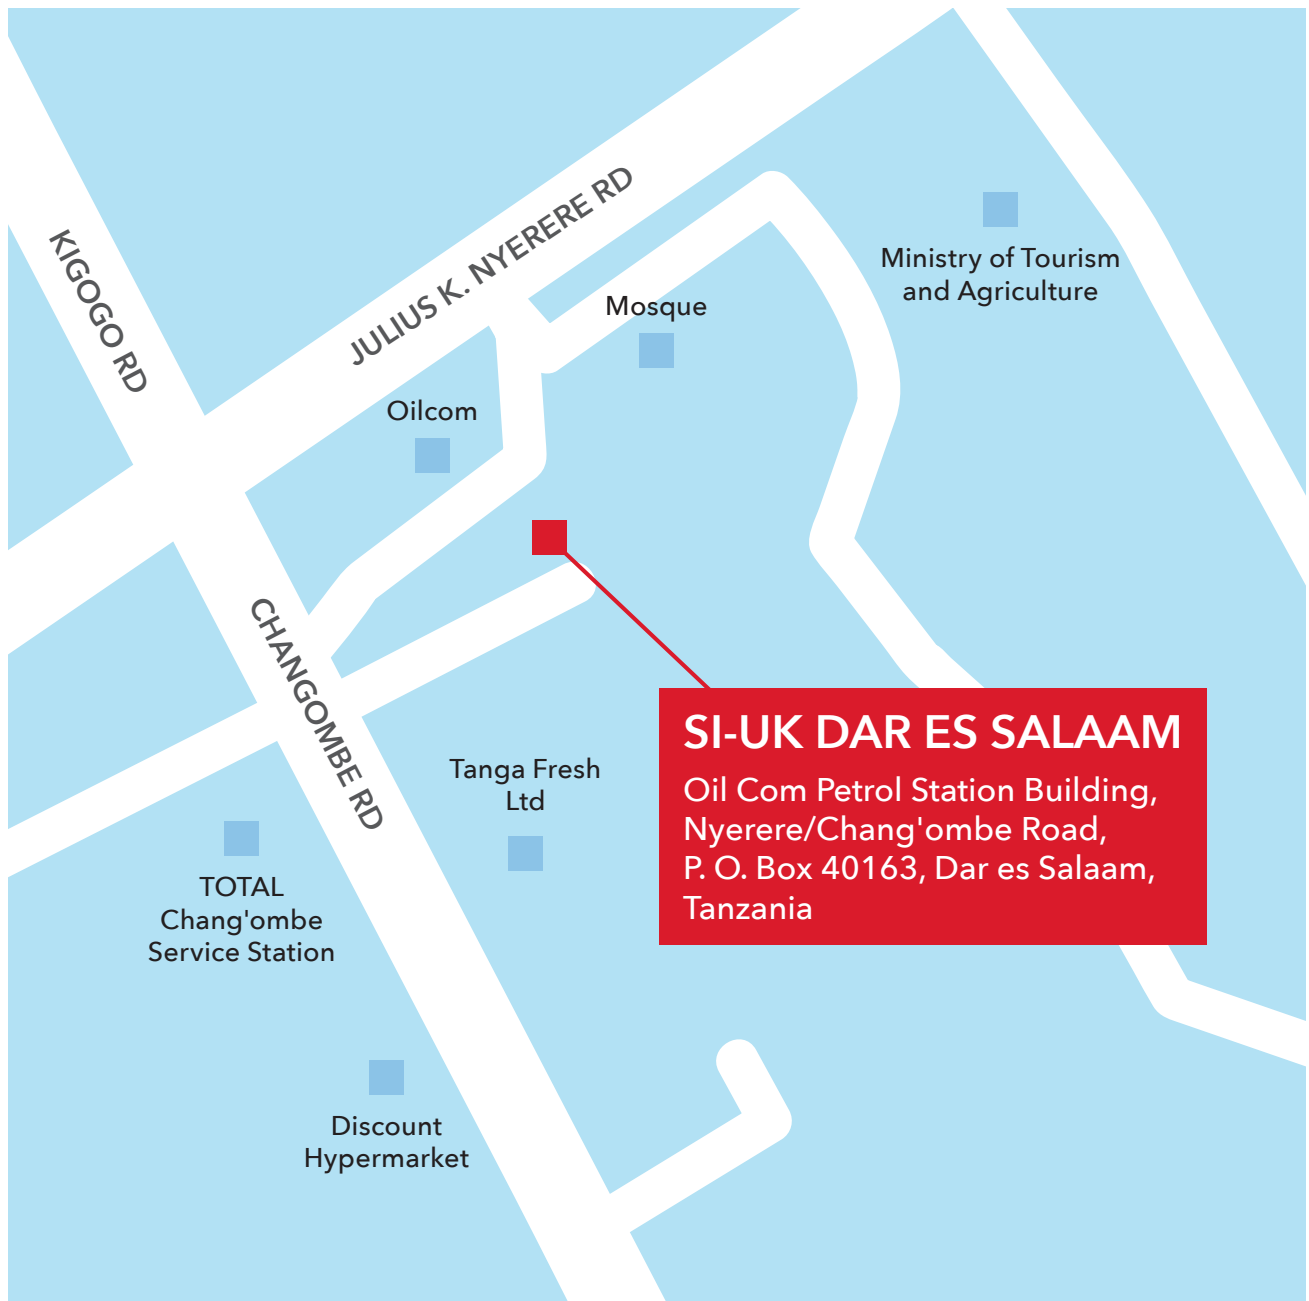 JULIUS K. NYERERE RD
KIGOGO RD
Ministry of Tourism
and Agriculture
Mosque
Oilcom
CHANGOMBE RD
SI-UK DAR ES SALAAM
Oil Com Petrol Station Building,
Nyerere/Chang'ombe Road,
P. O. Box 40163, Dar es Salaam,
Tanzania
Tanga Fresh
Ltd
TOTAL
Chang'ombe
Service Station
Discount
Hypermarket